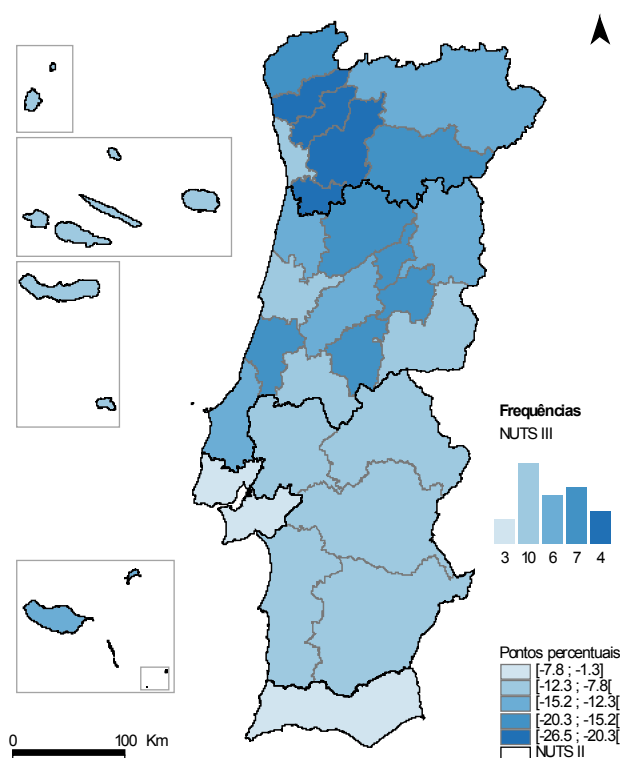 Frequências
NUTS III
3 10 6 7 4
Pontos percentuais
[-7.8 ; -1.3]
[-12.3 ; -7.8[
[-15.2 ; -12.3[
[-20.3 ; -15.2[
[-26.5 ; -20.3[
NUTS II
0 100 Km